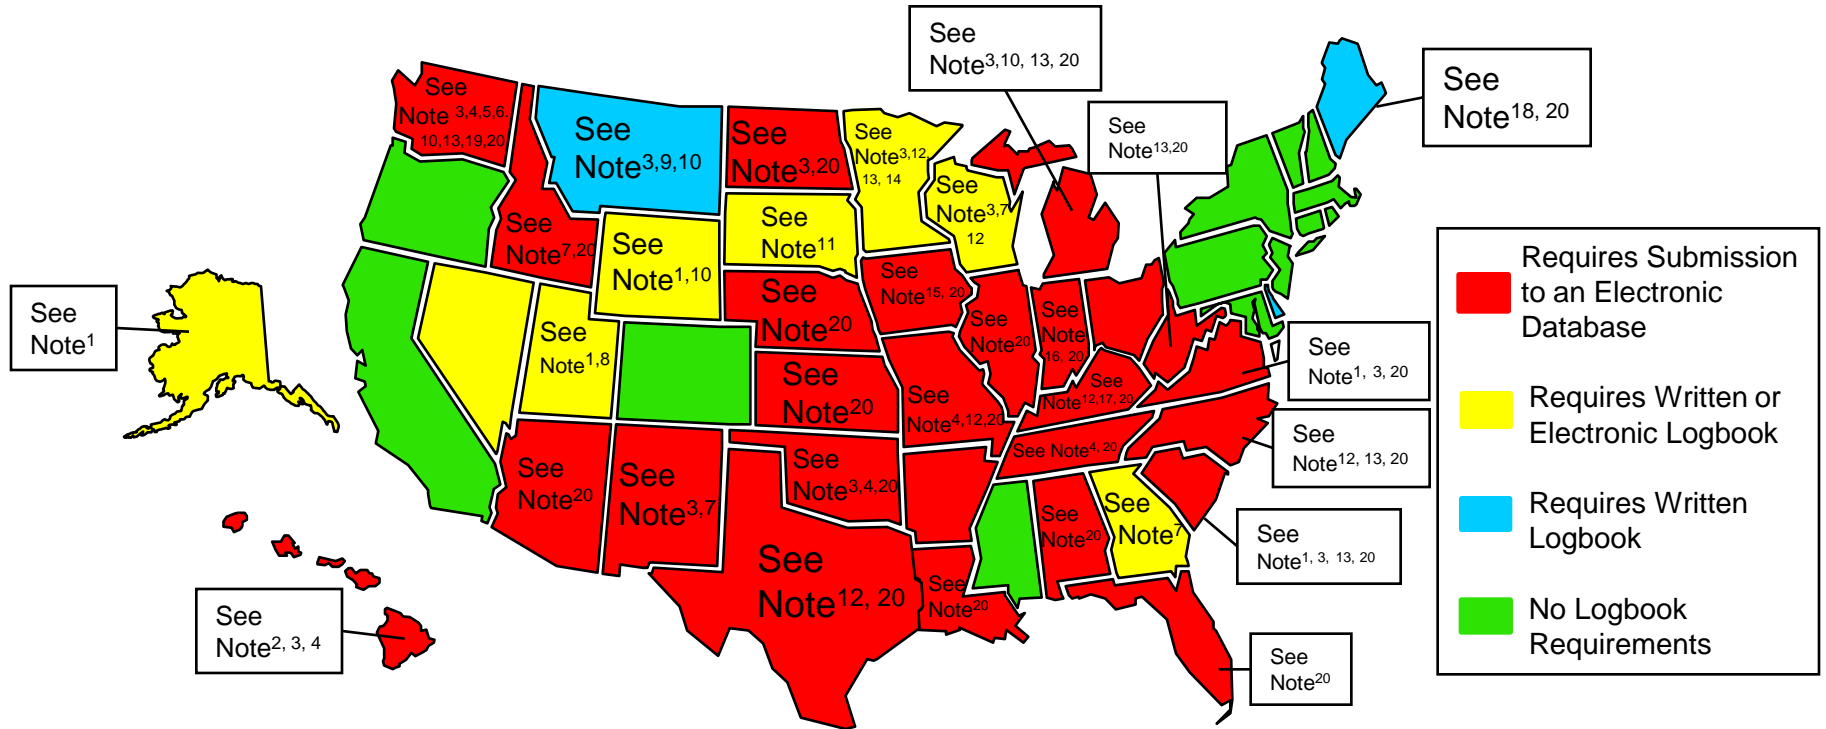 See
Note3,10, 13, 20
See
Note18, 20
See
Note13,20
See
Note 3,4,5,6.
10,13,19,20
See
Note3,9,10
See
Note3,20
See
Note3,12,
13, 14
See
Note3,7
12
See
Note7,20
See
Note1,10
See
Note11
See
Note1
See
Note1,8
See
Note20
See
Note15, 20
See
Note20
See
Note
16, 20
See
Note1, 3, 20
See
Note20
See
Note4,12,20
See
Note12,17, 20
See
Note12, 13, 20
See Note4, 20
See
Note20
See
Note3,7
See
Note3,4,20
See
Note20
See
Note7
See
Note1, 3, 13, 20
See
Note12, 20
See
Note20
See
Note2, 3, 4
See
Note20
Requires Submission
to an Electronic
Database
Requires Written or
Electronic Logbook
Requires Written
Logbook
No Logbook
Requirements